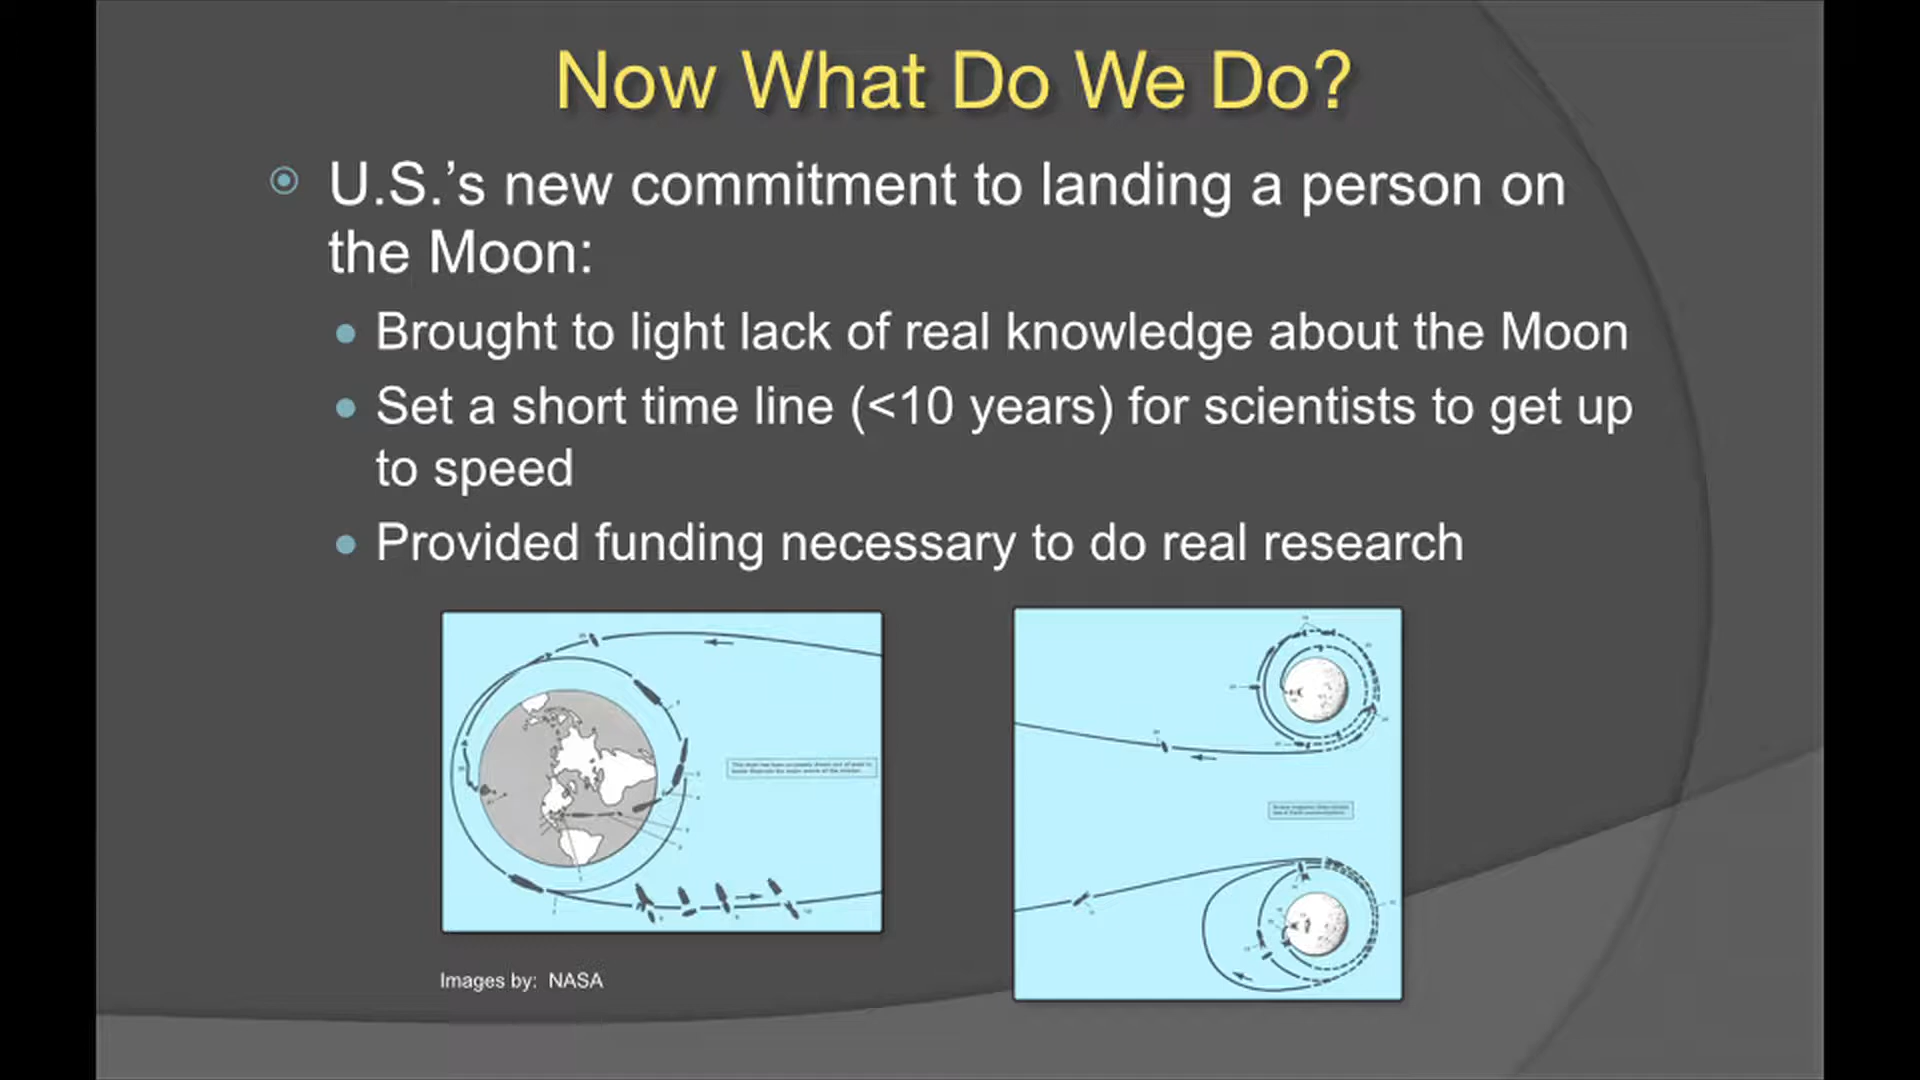 Now What Do We Do?
U.S.’s new commitment to landing a person on
the Moon:
Brought to light lack of real knowledge about the Moon
Set a short time line (<10 years) for scientists to get up
to speed
Provided funding necessary to do real research
Images by: NASA